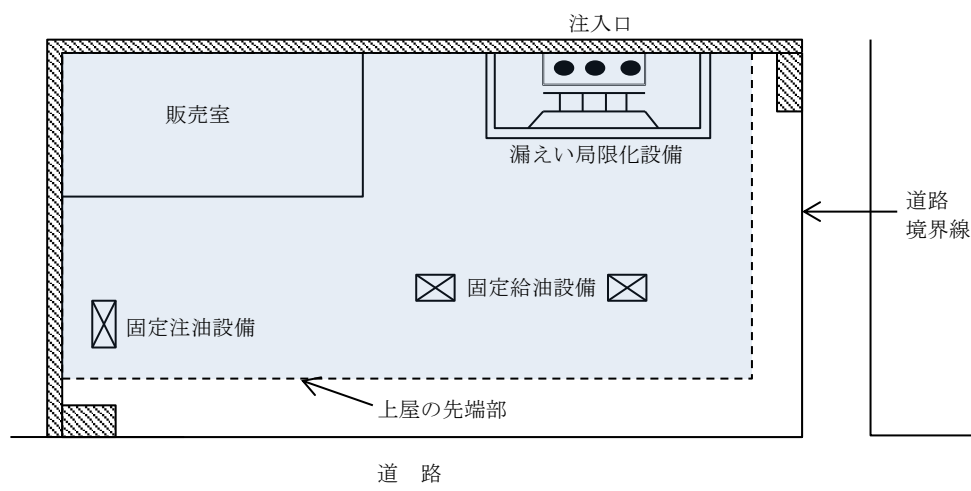 注入口
販売室
漏えい局限化設備
道路
境界線
固定給油設備
固定注油設備
上屋の先端部
道　路